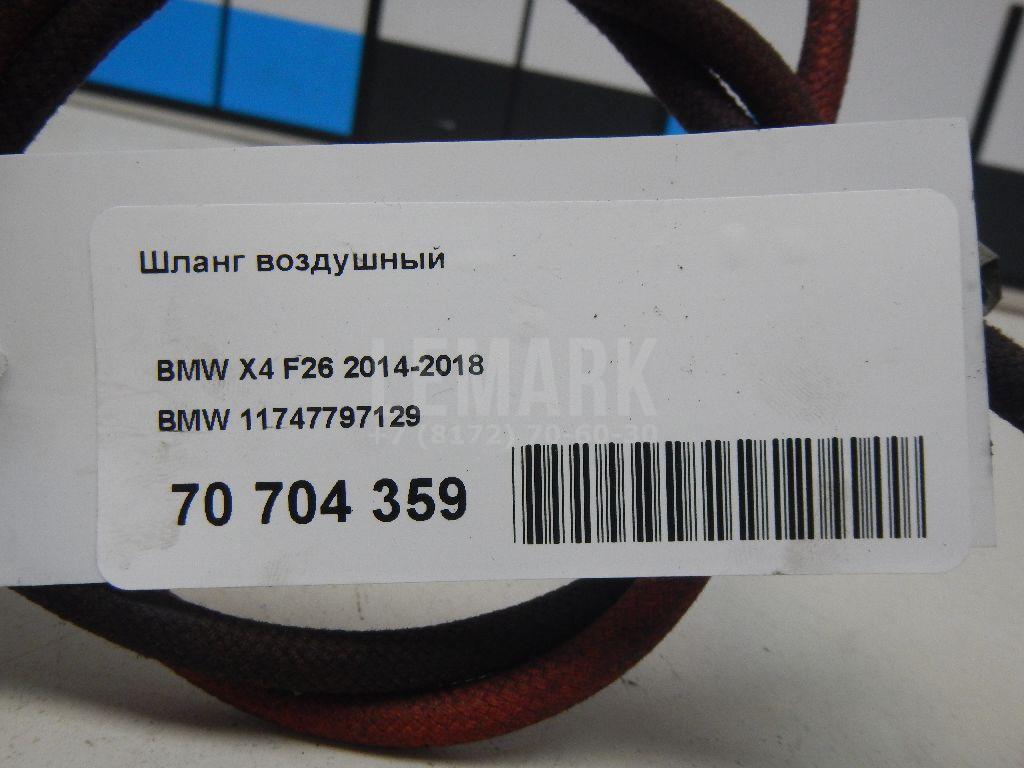 Шланг воздушный
BMW X4 F26 2014-2018
LEMARK
BMW 11747797129
+7 (8172) 70-60-30
70 704 359